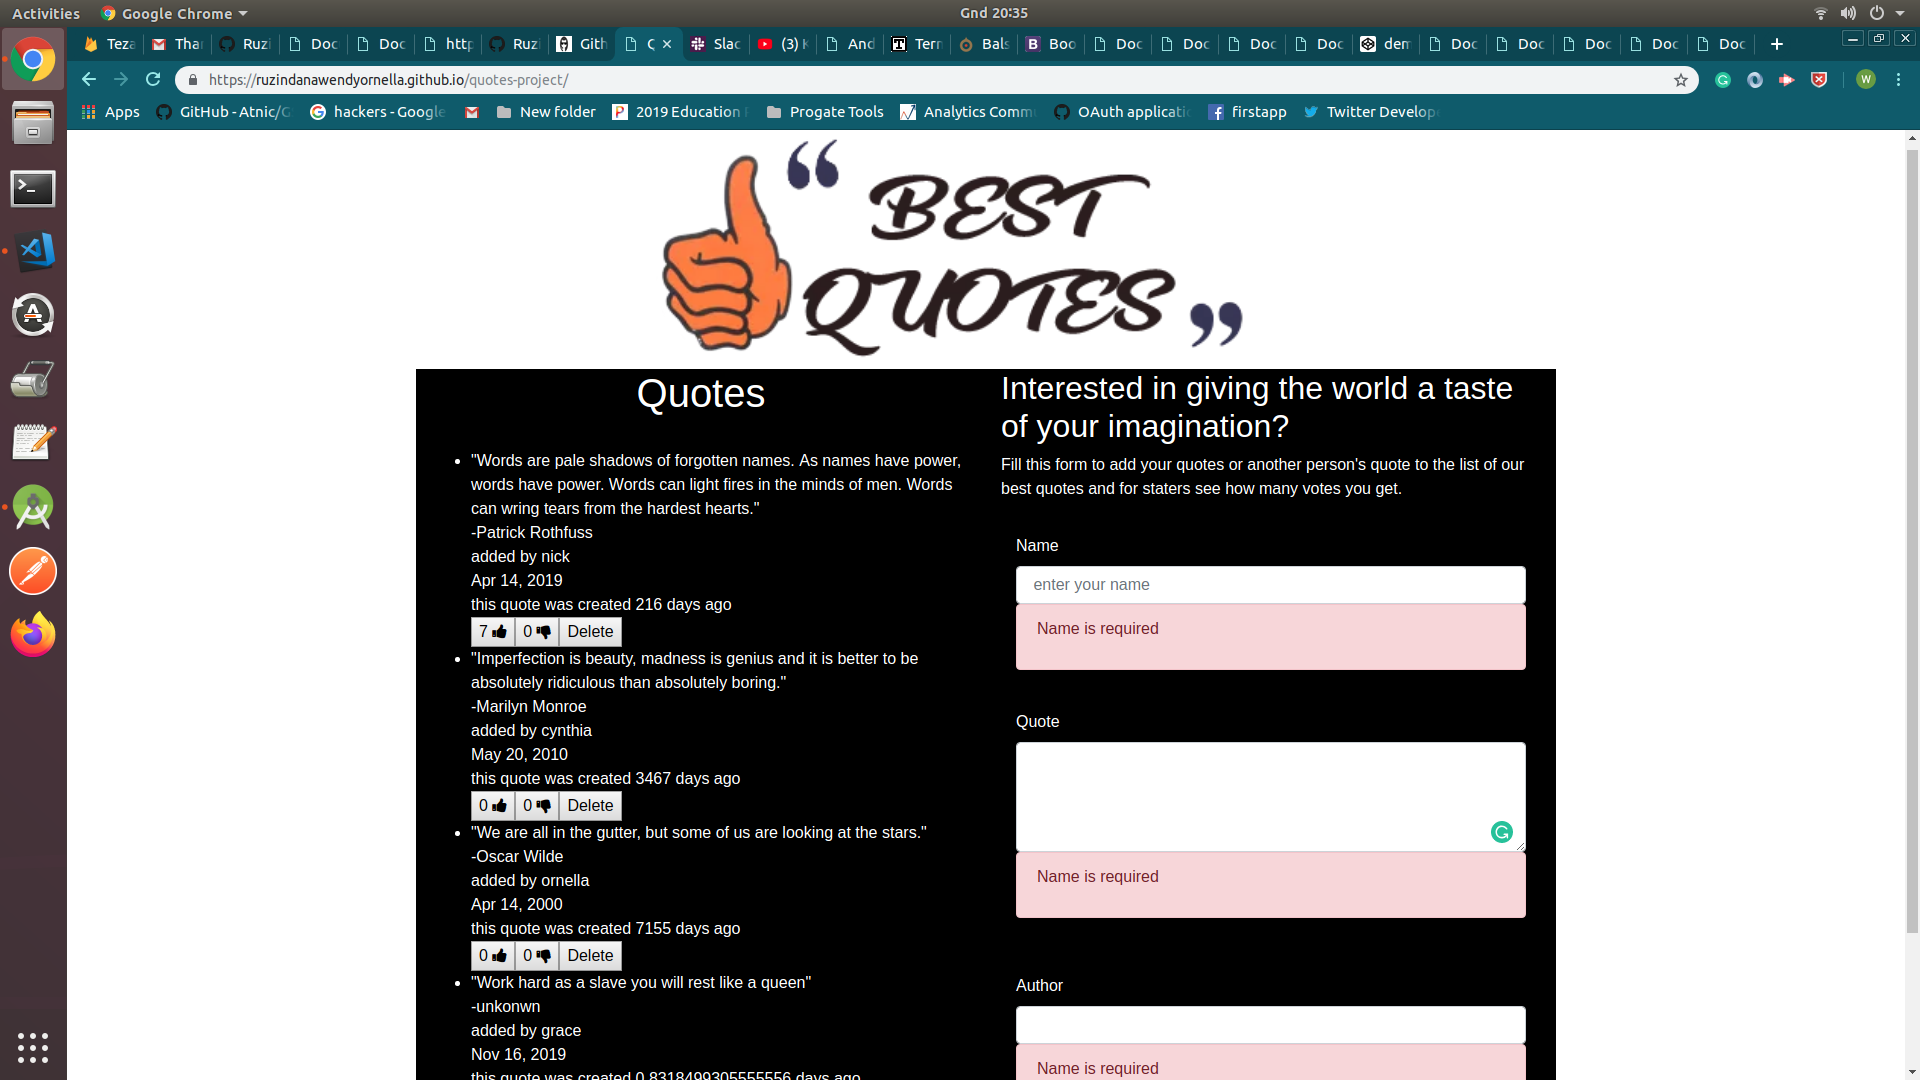 Activities
Google Chrome
Gnd 20:35
Teza
Thar
Ruzi
Doc
Doc
http
Ruzi
Gith
Q
Slac
(3)
And
Tern
Bals
Boo
Doc
Doc
Doc
Doc
dem
Doc
Doc
Doc
Doc
Doc
https://ruzindanawendyornella.github.io/quotes-project/
W
Apps
GitHub - Atnic/G
hackers - Google
New folder
2019 Education
Progate Tools
Analytics Comm
OAuth applicati
firstapp
Twitter Develop
“ BEST
QUOTES ”
Quotes
"Words are pale shadows of forgotten names. As names have power,
words have power. Words can light fires in the minds of men. Words
can wring tears from the hardest hearts."
-Patrick Rothfuss
added by nick
Apr 14, 2019
this quote was created 216 days ago
7 0 Delete
"Imperfection is beauty, madness is genius and it is better to be
absolutely ridiculous than absolutely boring."
-Marilyn Monroe
added by cynthia
May 20, 2010
this quote was created 3467 days ago
0 0 Delete
"We are all in the gutter, but some of us are looking at the stars."
-Oscar Wilde
added by ornella
Apr 14, 2000
this quote was created 7155 days ago
0 0 Delete
"Work hard as a slave you will rest like a queen"
-unkonwn
added by grace
Nov 16, 2019
this quote was created 0.8318499305555556 days ago
Interested in giving the world a taste
of your imagination?
Fill this form to add your quotes or another person's quote to the list of our
best quotes and for staters see how many votes you get.
Name
enter your name
Name is required
Quote
Name is required
Author
Name is required